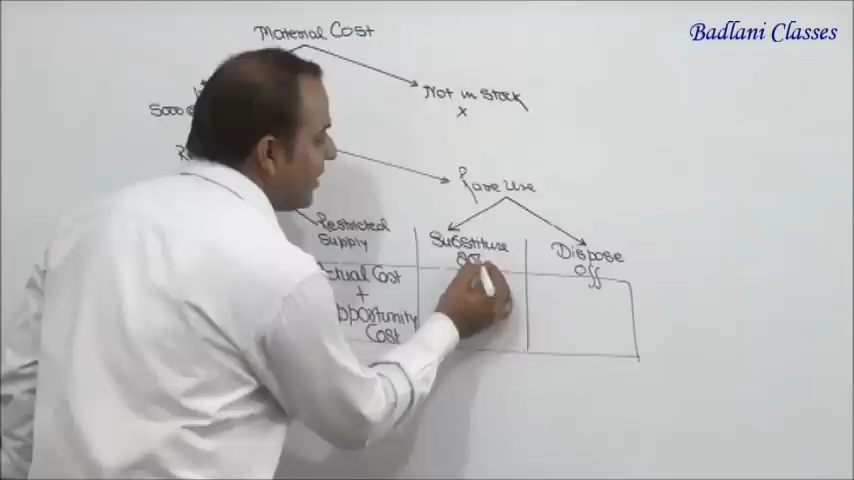 Badlani Classes
Material Cost
Not in stock
x
5000
R
Rare Use
Restricted
Supply
Substitute
Dispose
Off
Actual Cost
+
Opportunity
Cost